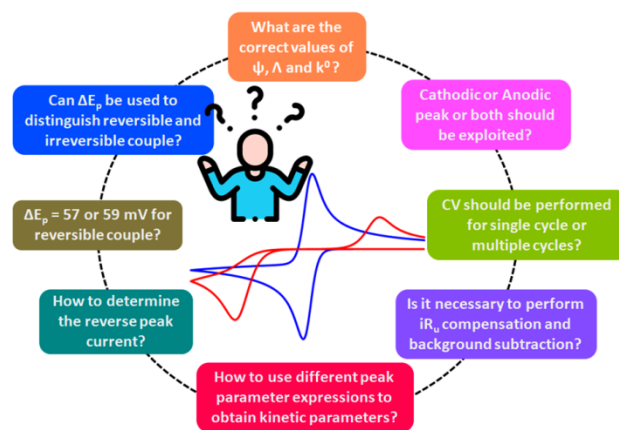 What are the
correct values of
ψ, Λ and k⁰?
Can ΔEₚ be used to
distinguish reversible and
irreversible couple?
? ? ?
Cathodic or Anodic
peak or both should
be exploited?
ΔEₚ = 57 or 59 mV for
reversible couple?
CV should be performed
for single cycle or
multiple cycles?
How to determine
the reverse peak
current?
Is it necessary to perform
iRᵤ compensation and
background subtraction?
How to use different peak
parameter expressions to
obtain kinetic parameters?